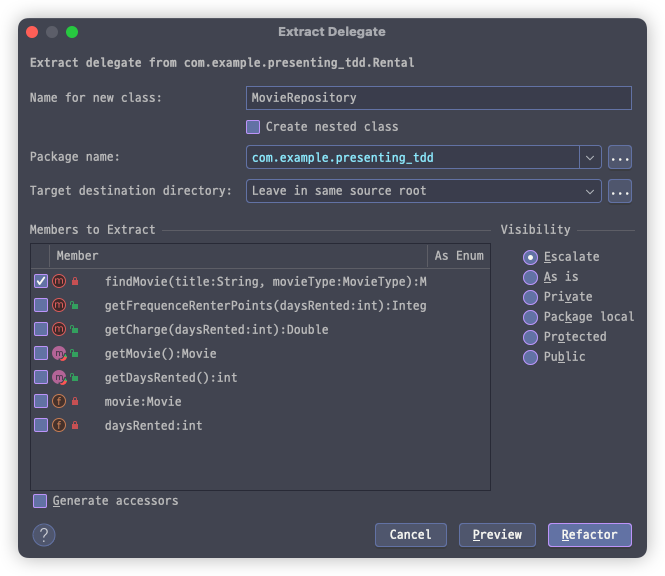 Extract Delegate
Extract delegate from com.example.presenting_tdd.Rental
Name for new class: MovieRepository
Create nested class
Package name: com.example.presenting_tdd ...
Target destination directory: Leave in same source root ...
Members to Extract Visibility
Member As Enum
Escalate
findMovie(title:String, movieType:MovieType):M
As is
getFrequenceRenterPoints(daysRented:int):Integ
Private
Package local
getCharge(daysRented:int):Double
Protected
getMovie():Movie
Public
getDaysRented():int
movie:Movie
daysRented:int
Generate accessors
? Cancel Preview Refactor